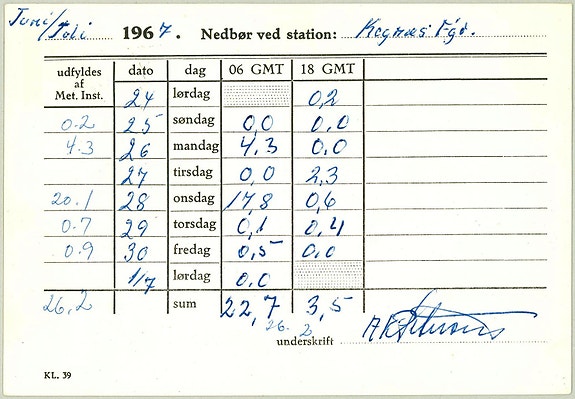 Juni/Juli 1967. Nedbør ved station: Kegnæs Fyr.
udfyldes af Met. Inst. dato dag 06 GMT 18 GMT
24 lørdag 0,2
0.2 25 søndag 0,0 0,0
4.3 26 mandag 4,3 0,0
27 tirsdag 0,0 2,3
20.1 28 onsdag 17,8 0,6
0.7 29 torsdag 0,1 0,4
0.9 30 fredag 0,5 0,0
1/7 lørdag 0,0
26,2 sum 22,7 3,5
26.2
underskrift
KL. 39